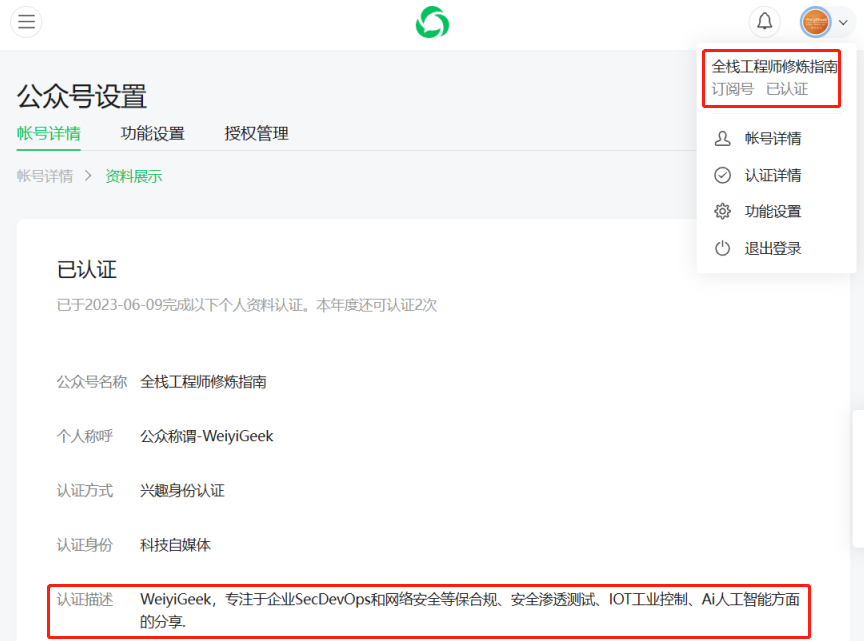 公众号设置
帐号详情 功能设置 授权管理
帐号详情 > 资料展示
全栈工程师修炼指南
订阅号 已认证
帐号详情
认证详情
功能设置
退出登录
已认证
已于2023-06-09完成以下个人资料认证。本年度还可认证2次
公众号名称 全栈工程师修炼指南
个人称呼 公众称谓-WeiyiGeek
认证方式 兴趣身份认证
认证身份 科技自媒体
认证描述 WeiyiGeek，专注于企业SecDevOps和网络安全等保合规、安全渗透测试、IOT工业控制、Ai人工智能方面
的分享.